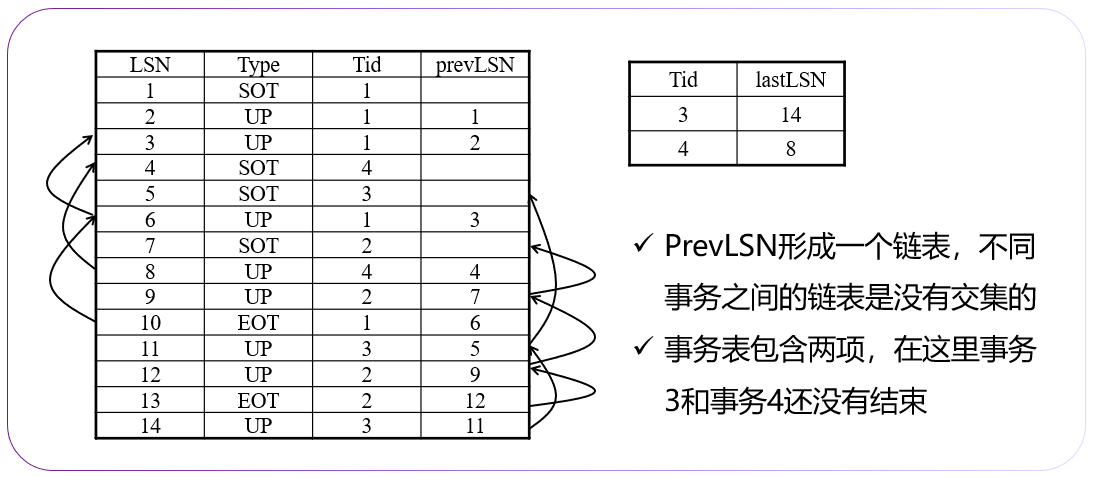 LSN Type Tid prevLSN
1 SOT 1
2 UP 1 1
3 UP 1 2
4 SOT 4
5 SOT 3
6 UP 1 3
7 SOT 2
8 UP 4 4
9 UP 2 7
10 EOT 1 6
11 UP 3 5
12 UP 2 9
13 EOT 2 12
14 UP 3 11
Tid lastLSN
3 14
4 8
✓ PrevLSN形成一个链表，不同
事务之间的链表是没有交集的
✓ 事务表包含两项，在这里事务
3和事务4还没有结束